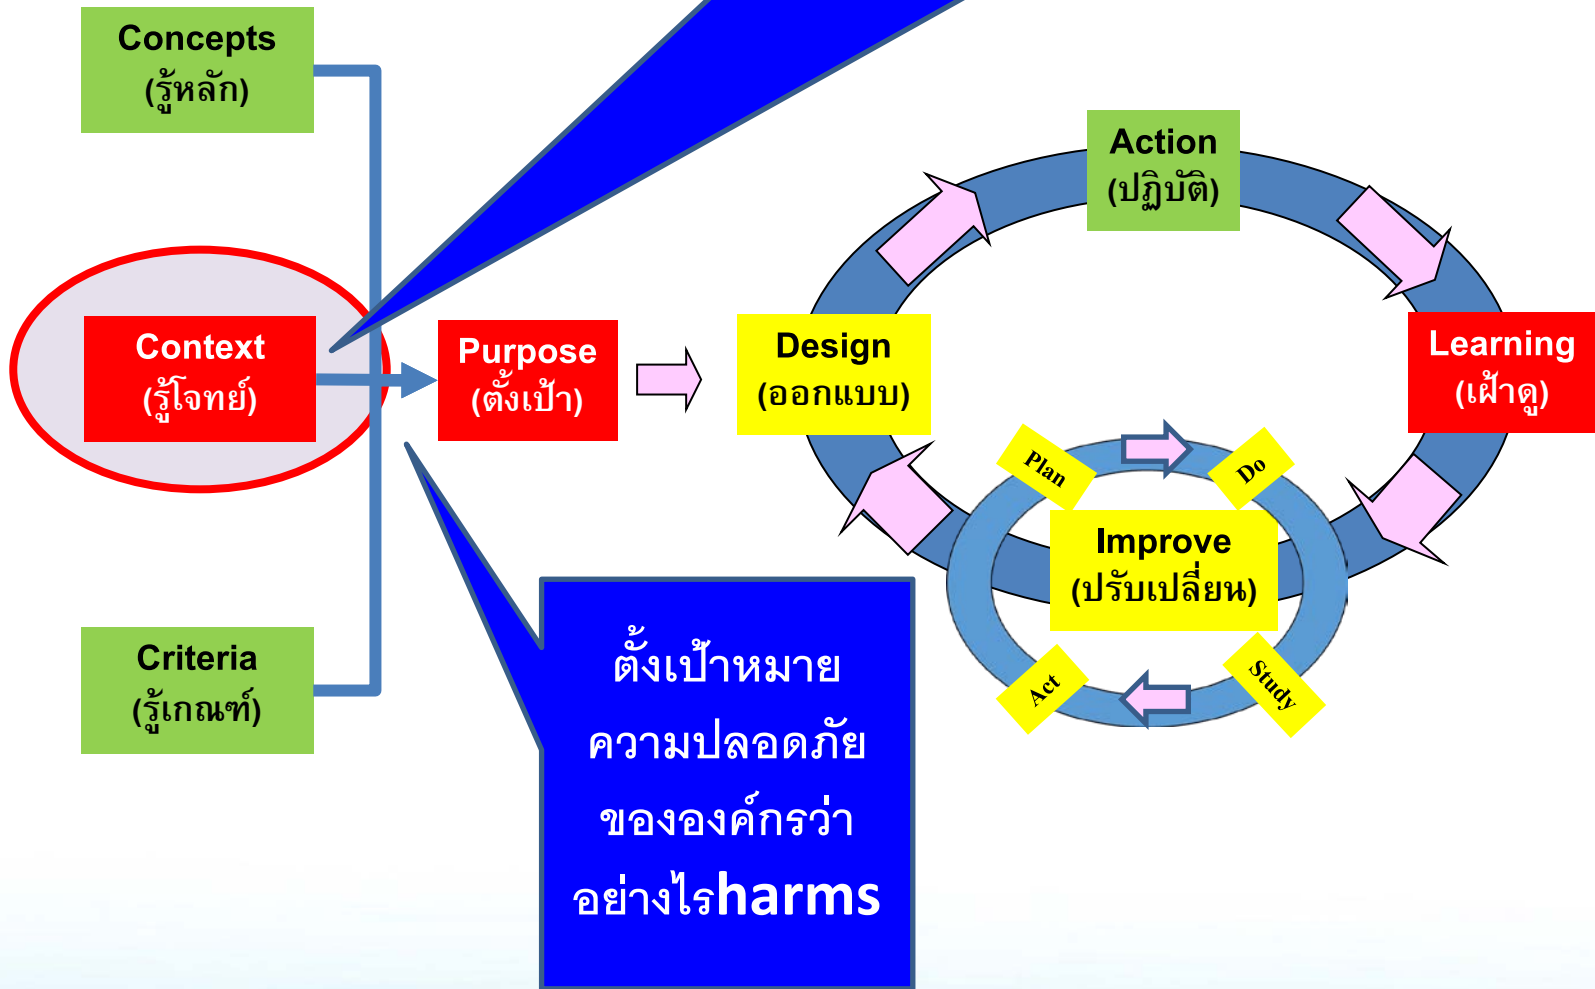 Concepts
(รู้หลัก)
Context
(รู้โจทย์)
Criteria
(รู้เกณฑ์)
Purpose
(ตั้งเป้า)
Design
(ออกแบบ)
Action
(ปฏิบัติ)
Learning
(เฝ้าดู)
Improve
(ปรับเปลี่ยน)
Plan
Do
Study
Act
ตั้งเป้าหมาย
ความปลอดภัย
ขององค์กรว่า
อย่างไรharms